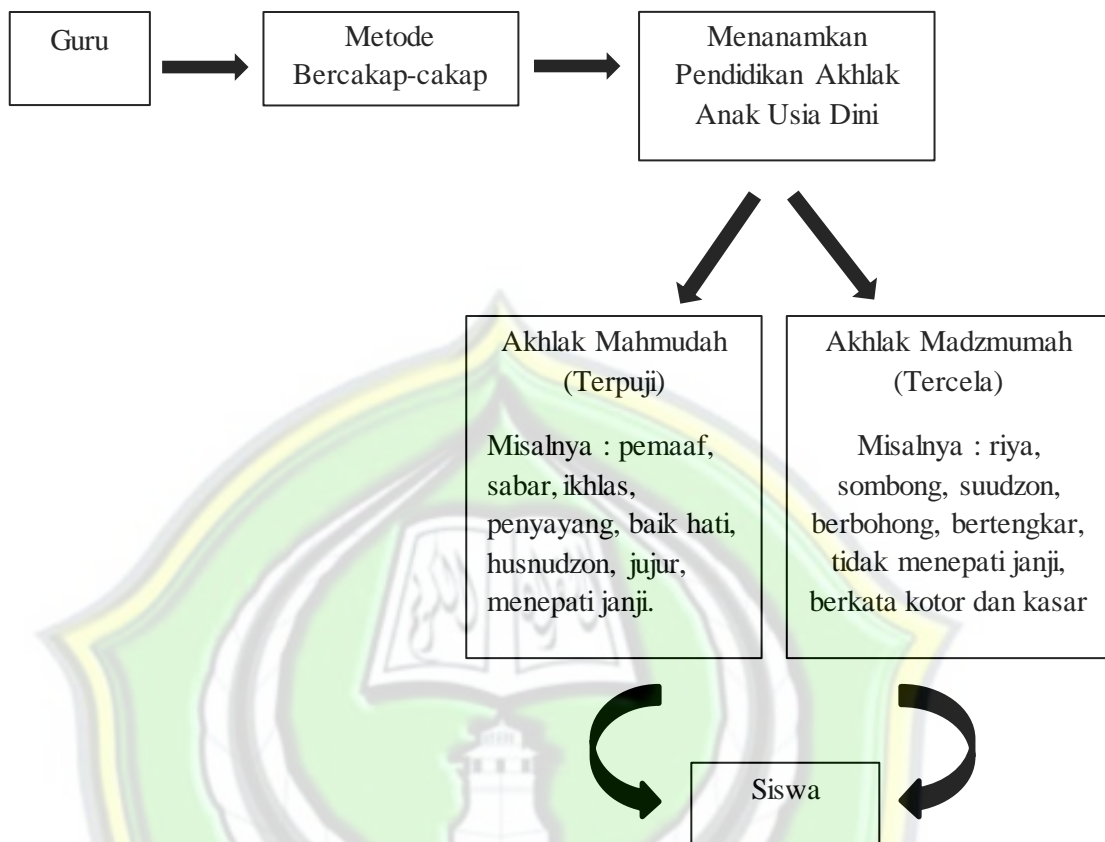 Guru
Metode
Bercakap-cakap
Menanamkan
Pendidikan Akhlak
Anak Usia Dini
Akhlak Mahmudah
(Terpuji)
Misalnya : pemaaf,
sabar, ikhlas,
penyayang, baik hati,
husnudzon, jujur,
menepati janji.
Akhlak Madzmumah
(Tercela)
Misalnya : riya,
sombong, suudzon,
berbohong, bertengkar,
tidak menepati janji,
berkata kotor dan kasar
Siswa